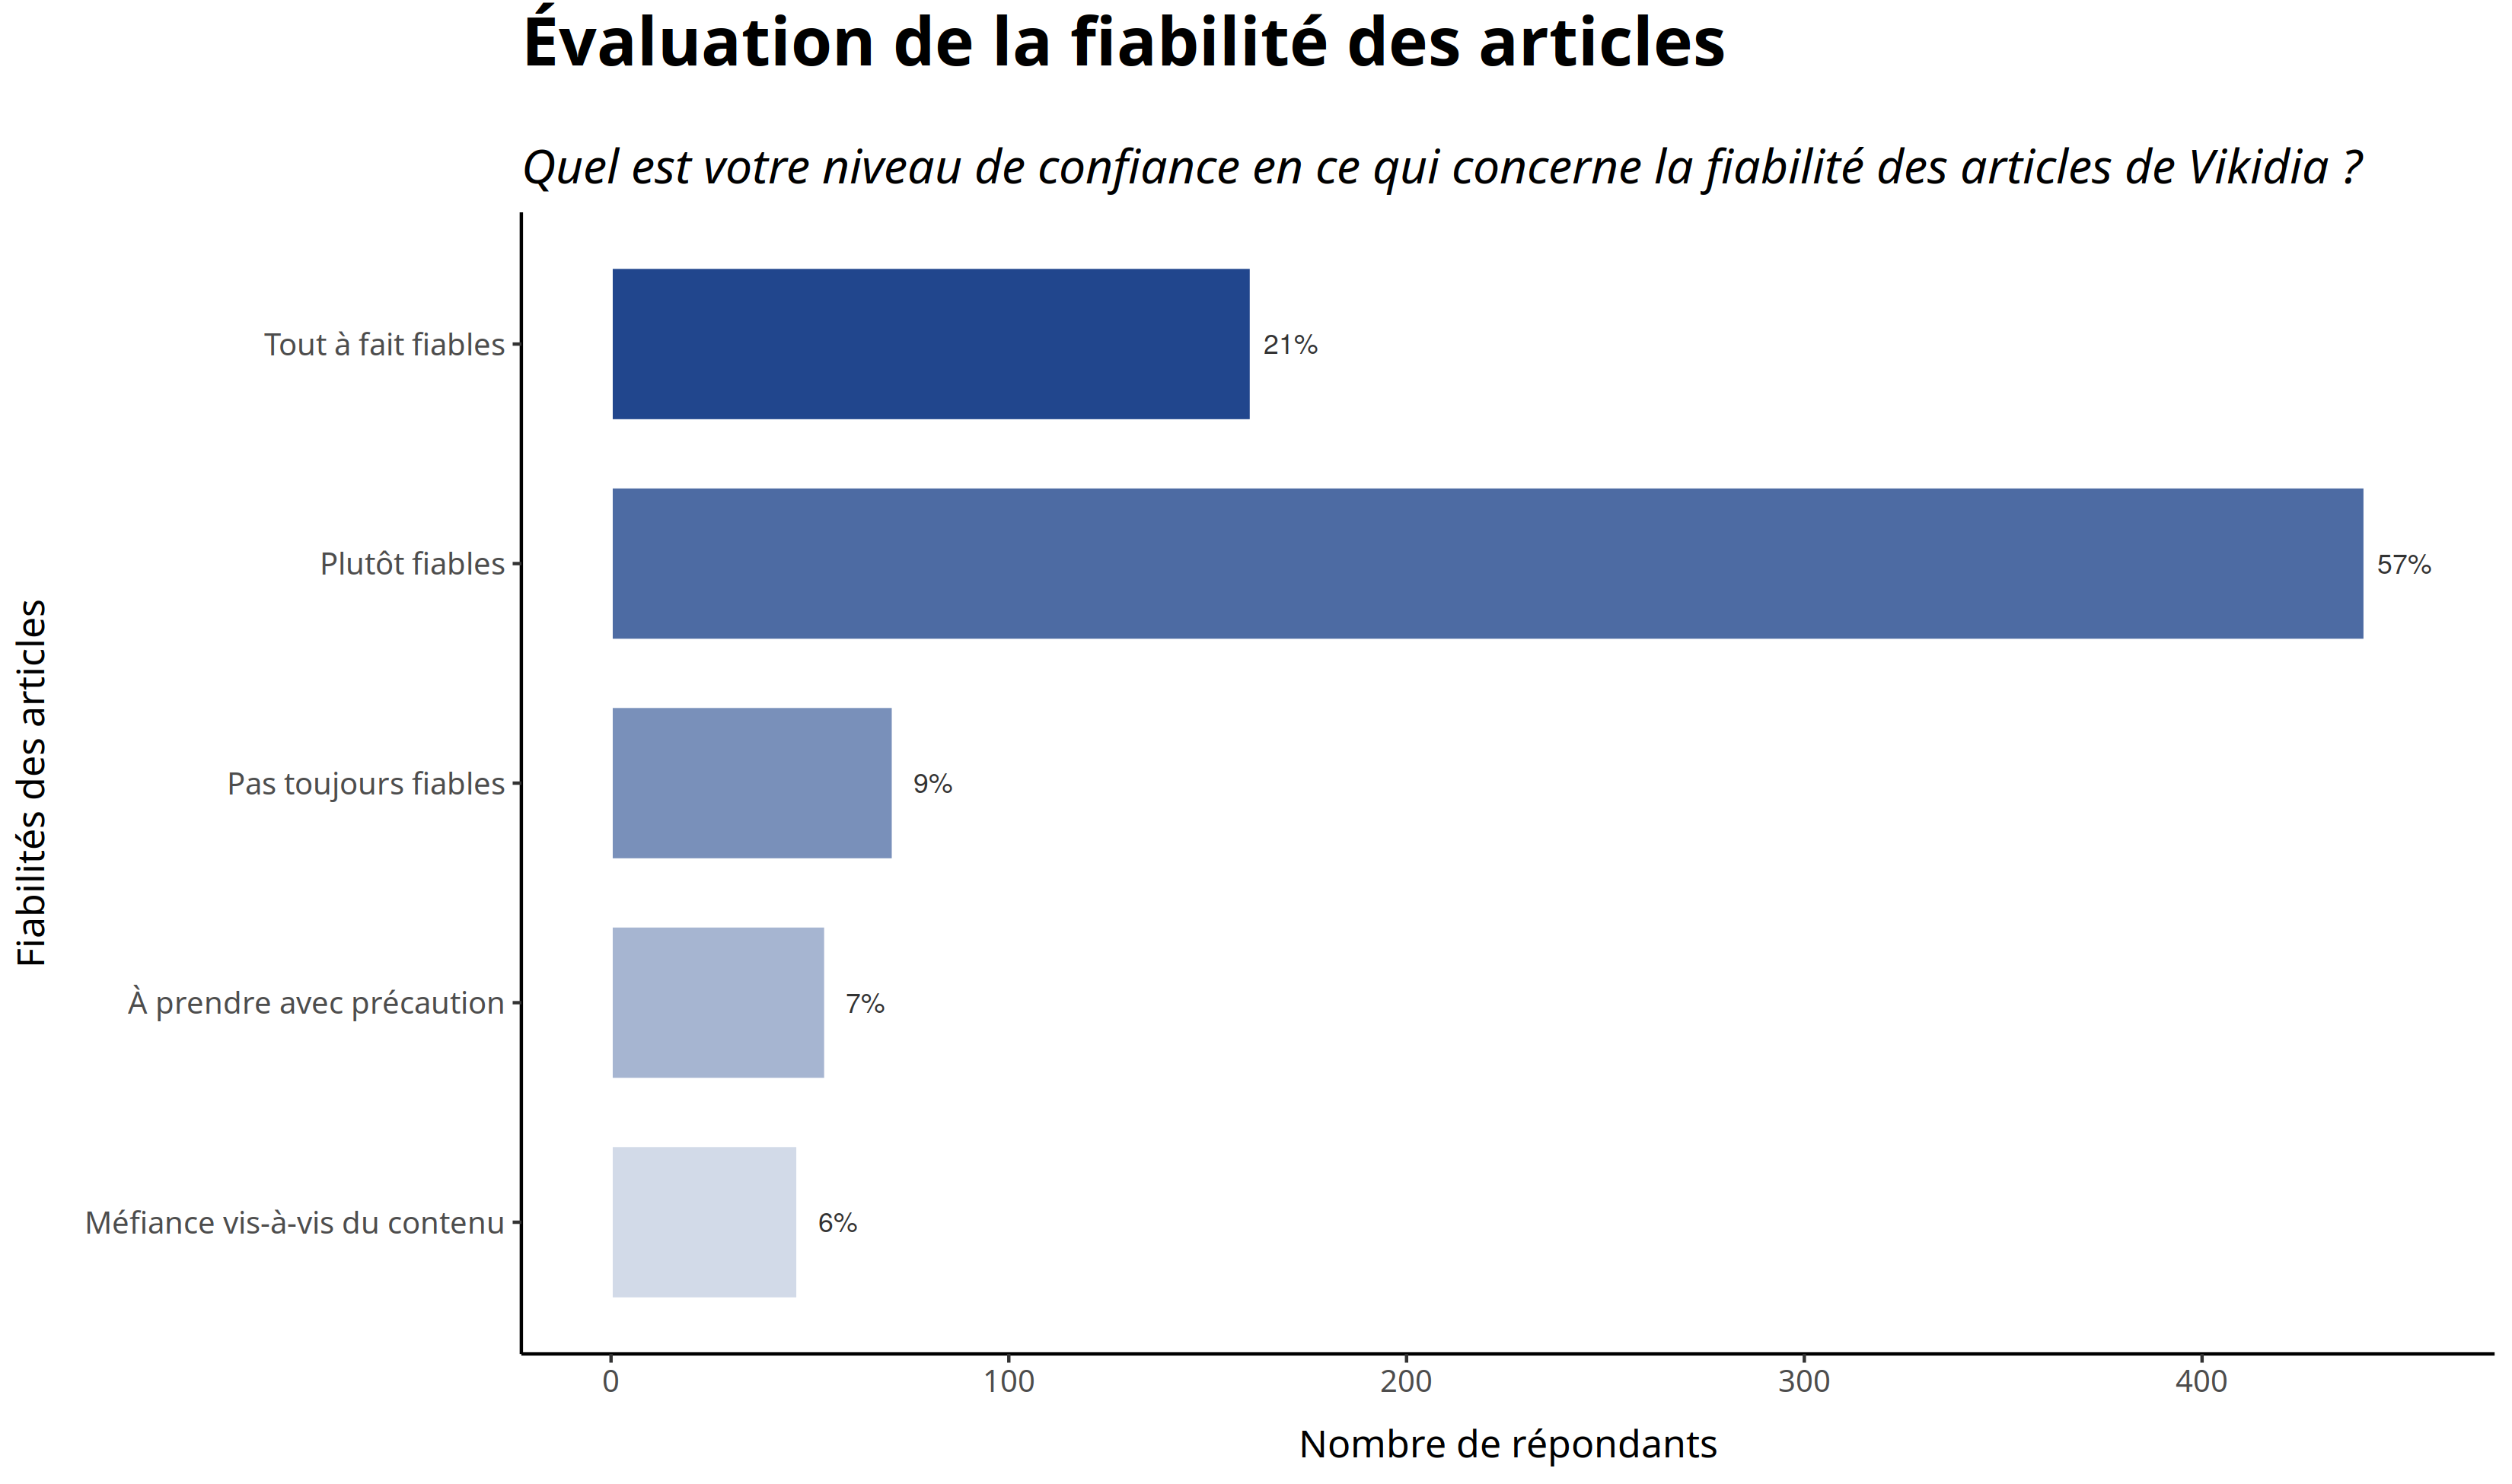 Évaluation de la fiabilité des articles
Quel est votre niveau de confiance en ce qui concerne la fiabilité des articles de Vikidia ?
Fiabilités des articles
Tout à fait fiables
21%
Plutôt fiables
57%
Pas toujours fiables
9%
À prendre avec précaution
7%
Méfiance vis-à-vis du contenu
6%
0 100 200 300 400
Nombre de répondants